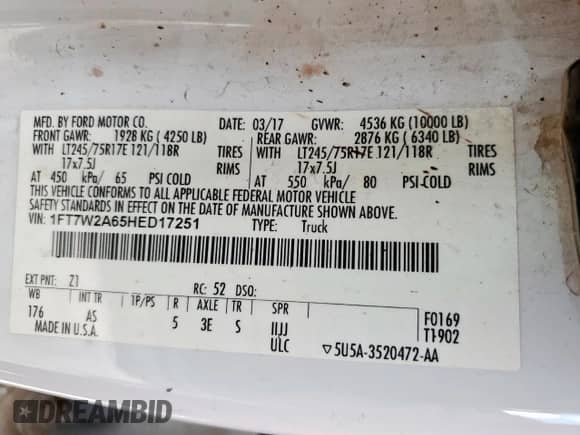 MFD. BY FORD MOTOR CO. DATE: 03/17 GVWR: 4536 KG (10000 LB)
FRONT GAWR: 1928 KG (4250 LB) REAR GAWR: 2876 KG (6340 LB)
WITH LT245/75R17E 121/118R TIRES WITH LT245/75R17E 121/118R TIRES
17x7.5J RIMS 17x7.5J RIMS
AT 450 kPa/ 65 PSI COLD AT 550 kPa/ 80 PSI-COLD
THIS VEHICLE CONFORMS TO ALL APPLICABLE FEDERAL MOTOR VEHICLE
SAFETY STANDARDS IN EFFECT ON THE DATE OF MANUFACTURE SHOWN ABOVE.
VIN: 1FT7W2A65HED17251 TYPE: Truck
EXT PNT: Z1 RC: 52 DSO:
WB INT TR TP/PS R AXLE TR SPR F0169
176 AS 5 3E S IIJJ T1902
MADE IN U.S.A. ULC ▽5U5A-3520472-AA
DREAMBID